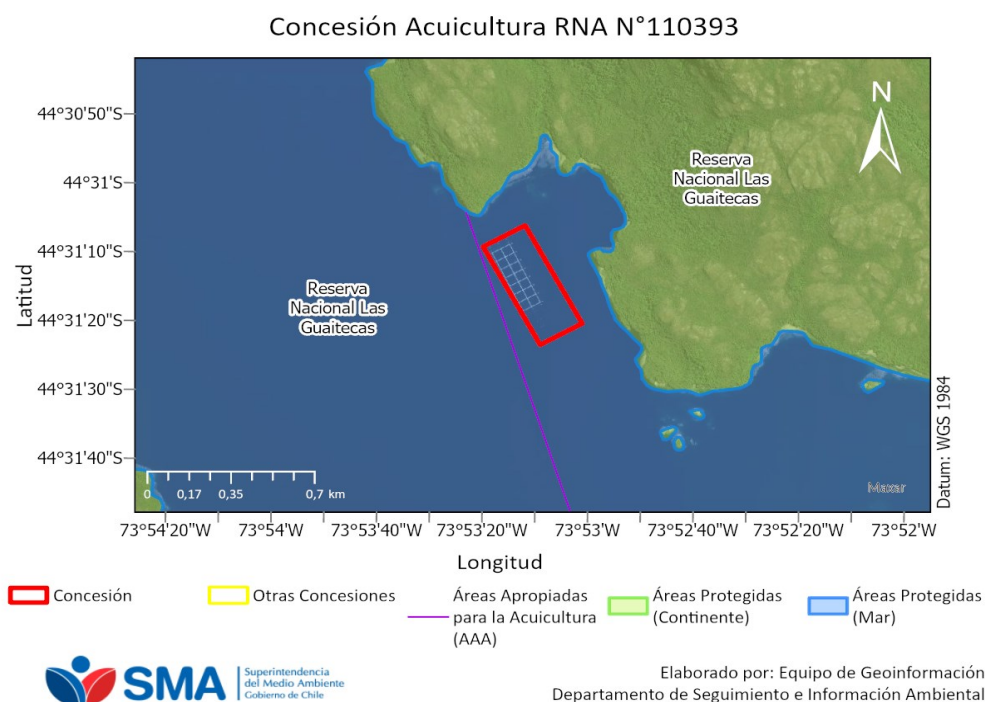 Concesión Acuicultura RNA N°110393
44°30'50"S
44°31'S
44°31'10"S
44°31'20"S
44°31'30"S
44°31'40"S
Latitud
N
Reserva
Nacional Las
Guaitecas
Reserva
Nacional Las
Guaitecas
Datum: WGS 1984
Maxar
0 0,17 0,35 0,7 km
73°54'20"W 73°54'W 73°53'40"W 73°53'20"W 73°53'W 73°52'40"W 73°52'20"W 73°52'W
Longitud
Concesión
Otras Concesiones
Áreas Apropiadas
para la Acuicultura
(AAA)
Áreas Protegidas
(Continente)
Áreas Protegidas
(Mar)
SMA
Superintendencia
del Medio Ambiente
Gobierno de Chile
Elaborado por: Equipo de Geoinformación
Departamento de Seguimiento e Información Ambiental